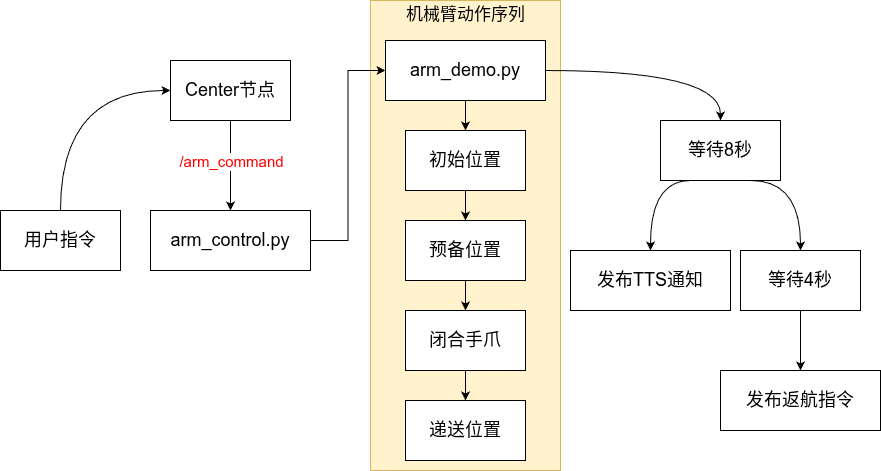 用户指令
Center节点
/arm_command
arm_control.py
机械臂动作序列
arm_demo.py
初始位置
预备位置
闭合手爪
递送位置
等待8秒
发布TTS通知
等待4秒
发布返航指令